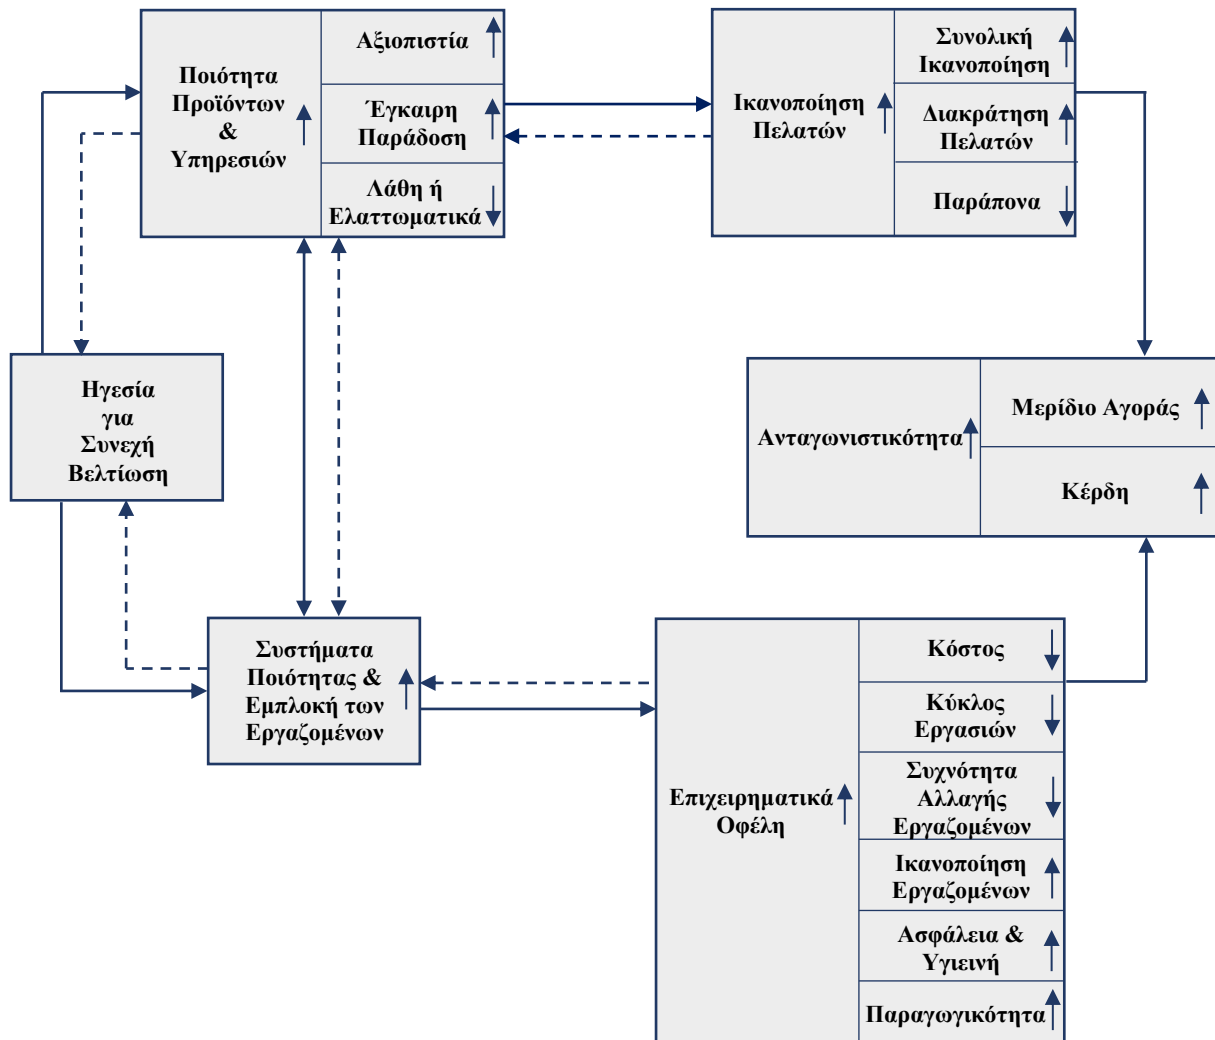 Ποιότητα
Προϊόντων
&
Υπηρεσιών
Αξιοπιστία
Έγκαιρη
Παράδοση
Λάθη ή
Ελαττωματικά
Ικανοποίηση
Πελατών
Συνολική
Ικανοποίηση
Διακράτηση
Πελατών
Παράπονα
Ηγεσία
για
Συνεχή
Βελτίωση
Ανταγωνιστικότητα
Μερίδιο Αγοράς
Κέρδη
Συστήματα
Ποιότητας &
Εμπλοκή των
Εργαζομένων
Επιχειρηματικά
Οφέλη
Κόστος
Κύκλος
Εργασιών
Συχνότητα
Αλλαγής
Εργαζομένων
Ικανοποίηση
Εργαζομένων
Ασφάλεια &
Υγιεινή
Παραγωγικότητα